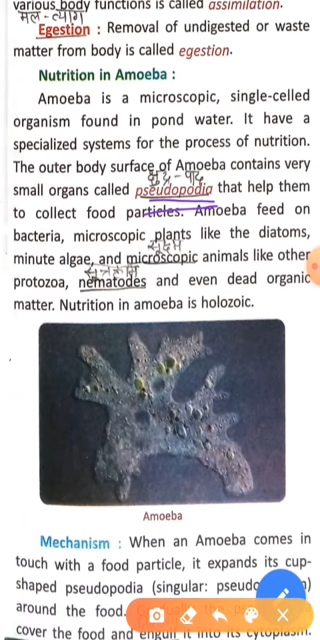 various body functions is called assimilation.
मल-त्याग
Egestion : Removal of undigested or waste
matter from body is called egestion.
Nutrition in Amoeba :
Amoeba is a microscopic, single-celled
organism found in pond water. It have a
specialized systems for the process of nutrition.
The outer body surface of Amoeba contains very
small organs called pseudopodia that help them
to collect food particles. Amoeba feed on
bacteria, microscopic plants like the diatoms,
सूक्ष्म
minute algae, and microscopic animals like other
protozoa, nematodes and even dead organic
matter. Nutrition in amoeba is holozoic.
Amoeba
Mechanism : When an Amoeba comes in
touch with a food particle, it expands its cup-
shaped pseudopodia (singular: pseudo
around the food.
cover the food and engulf it into its cytoplasm.